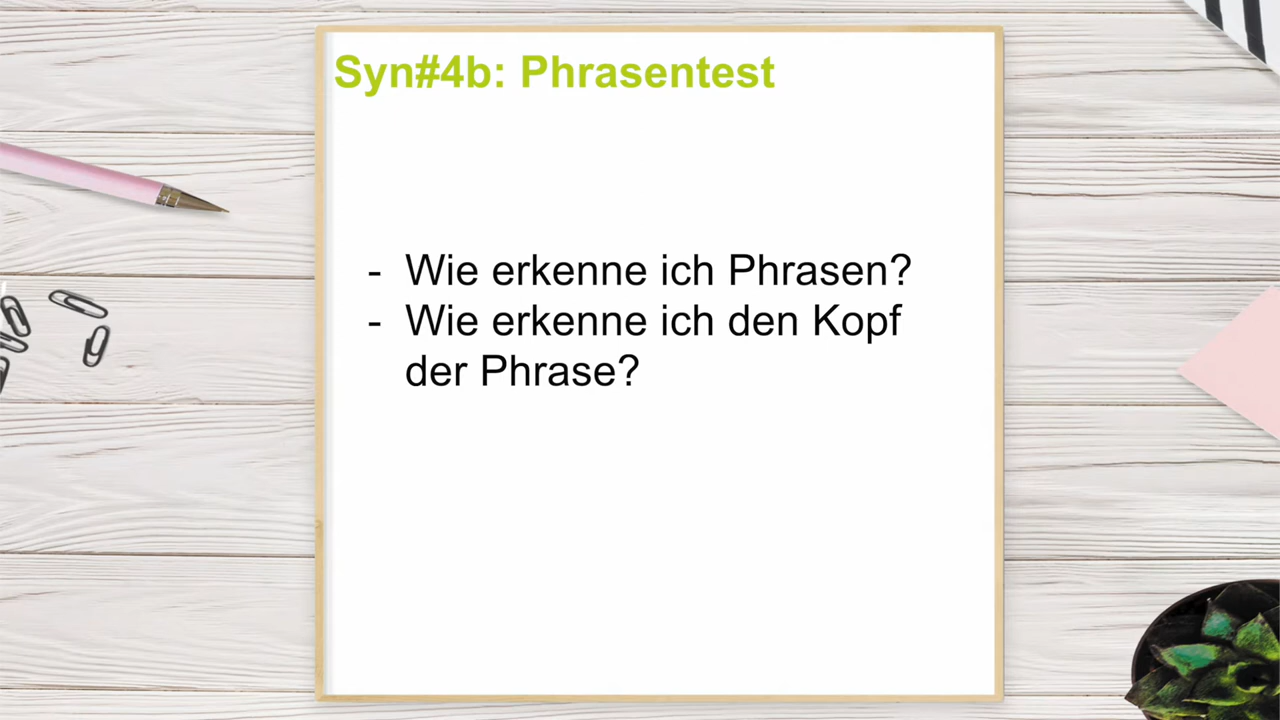 Syn#4b: Phrasentest
- Wie erkenne ich Phrasen?
- Wie erkenne ich den Kopf
der Phrase?